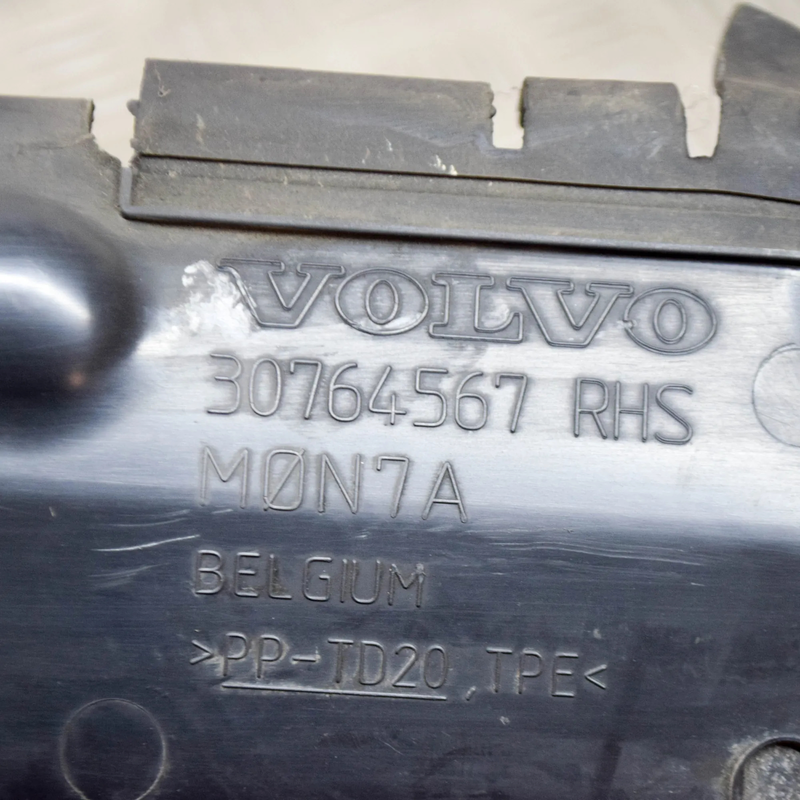 VOLVO
30764567 RHS
MØN7A
BELGIUM
>PP-TD20, TPE<